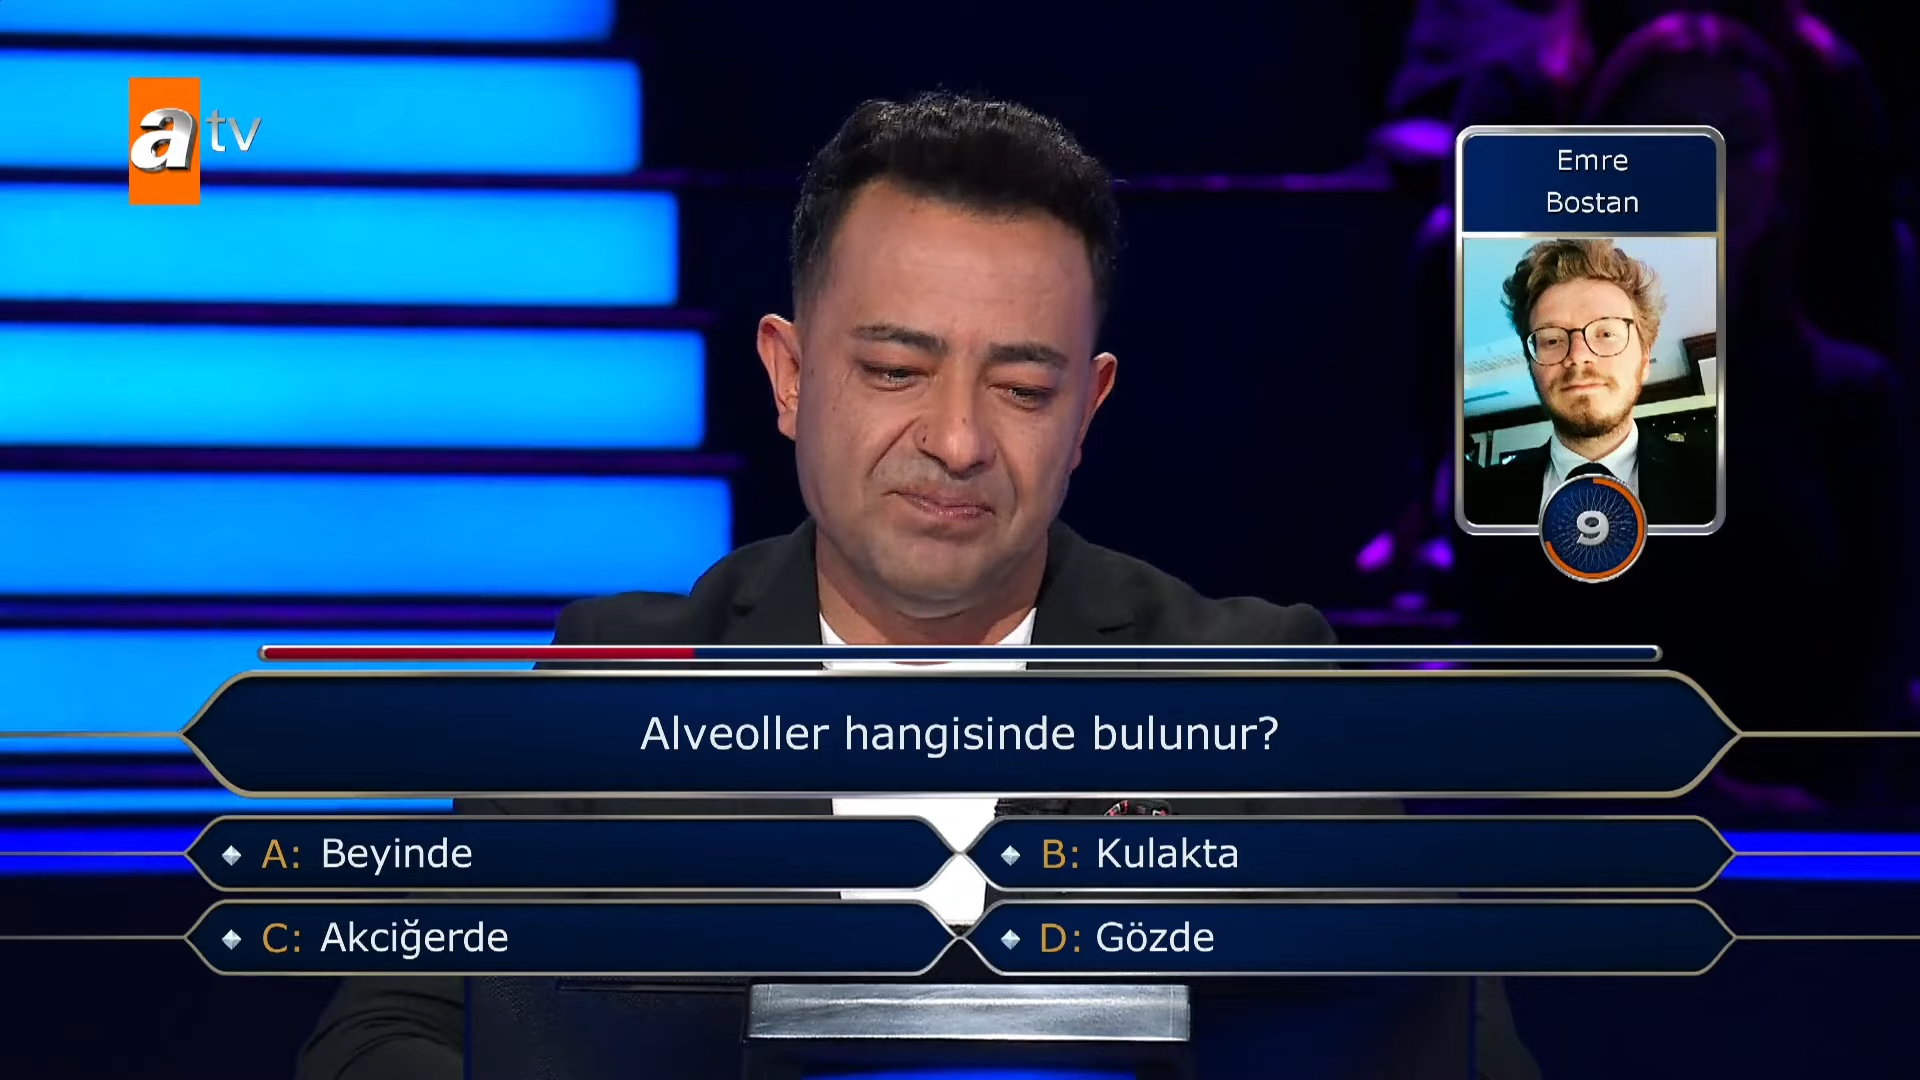 atv
Emre
Bostan
9
Alveoller hangisinde bulunur?
A: Beyinde
B: Kulakta
C: Akciğerde
D: Gözde